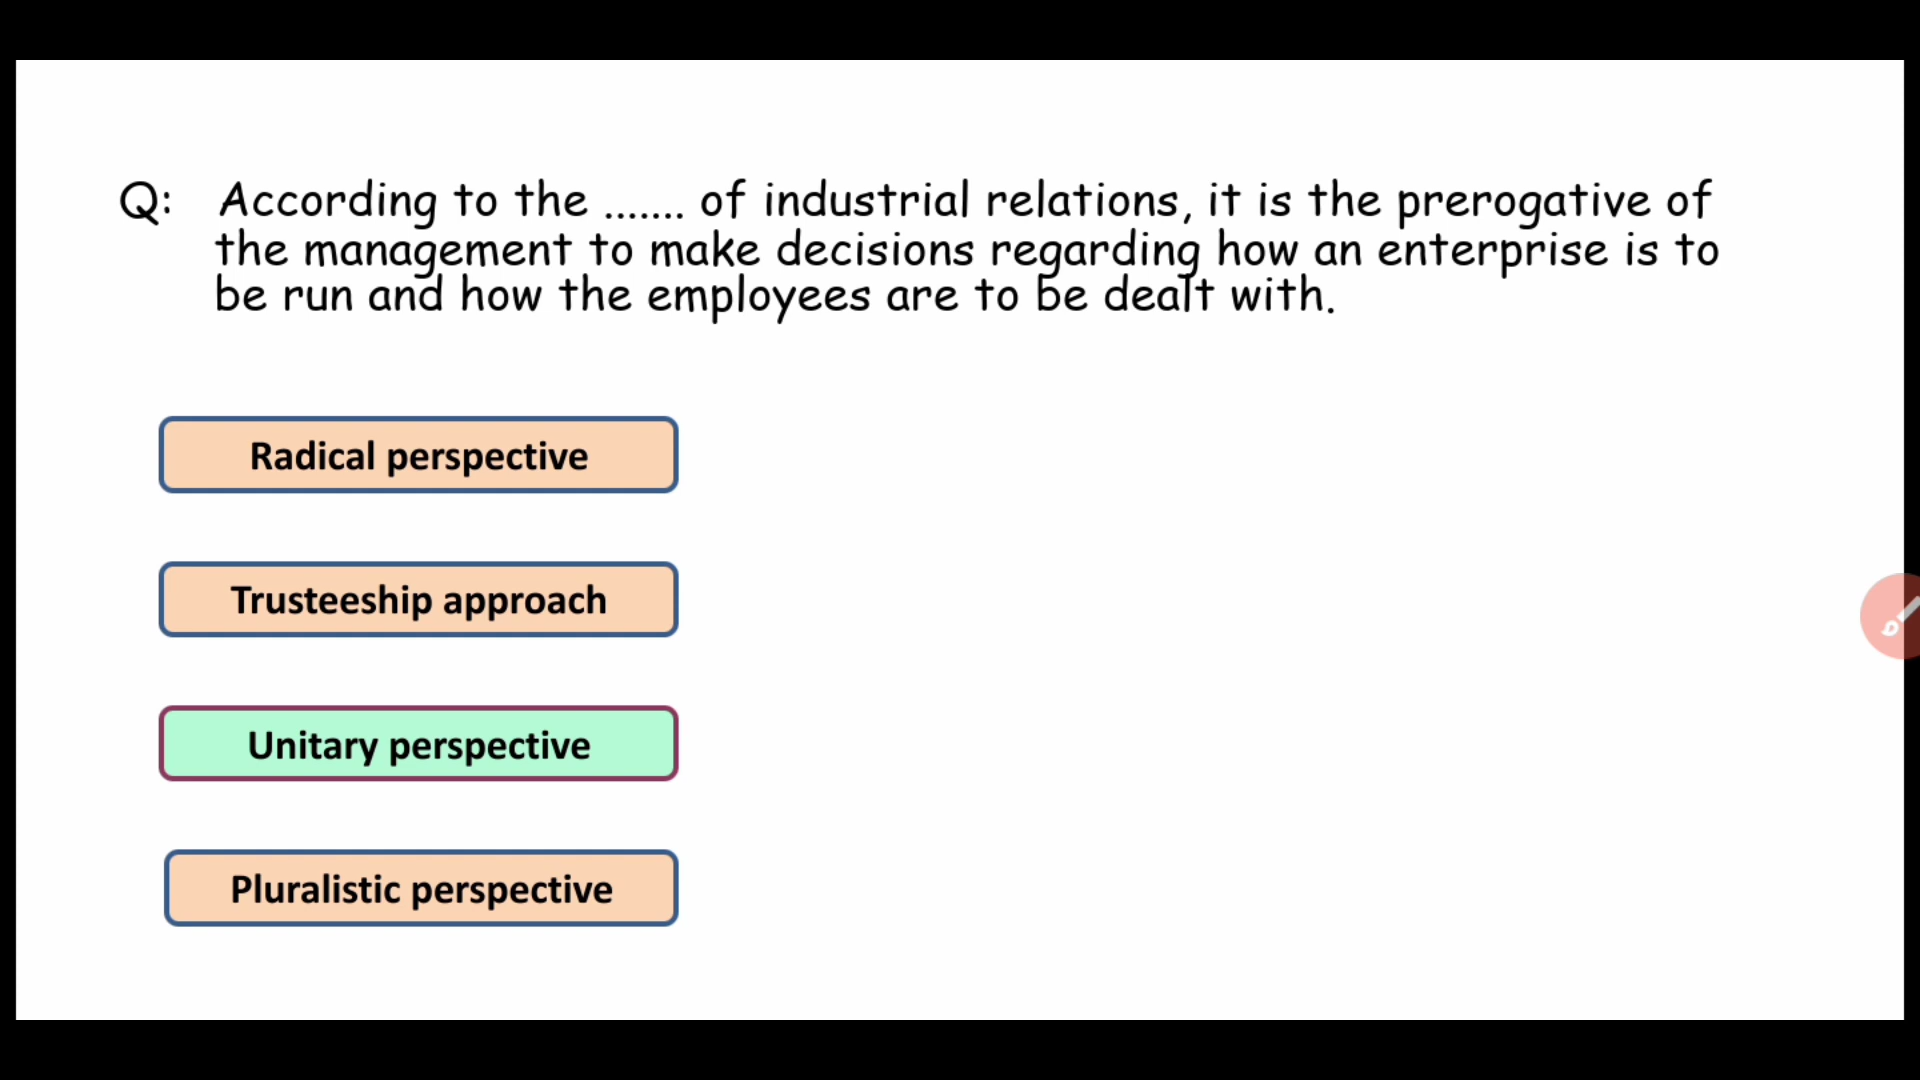 Q: According to the ....... of industrial relations, it is the prerogative of
the management to make decisions regarding how an enterprise is to
be run and how the employees are to be dealt with.
Radical perspective
Trusteeship approach
Unitary perspective
Pluralistic perspective